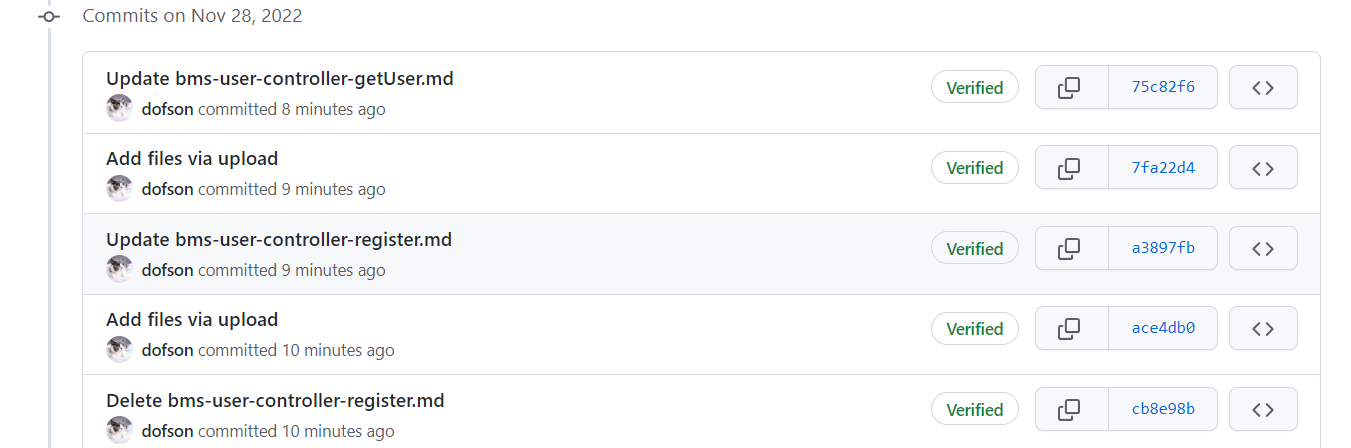 Commits on Nov 28, 2022
Update bms-user-controller-getUser.md
dofson committed 8 minutes ago
Verified
75c82f6
Add files via upload
dofson committed 9 minutes ago
Verified
7fa22d4
Update bms-user-controller-register.md
dofson committed 9 minutes ago
Verified
a3897fb
Add files via upload
dofson committed 10 minutes ago
Verified
ace4db0
Delete bms-user-controller-register.md
dofson committed 10 minutes ago
Verified
cb8e98b